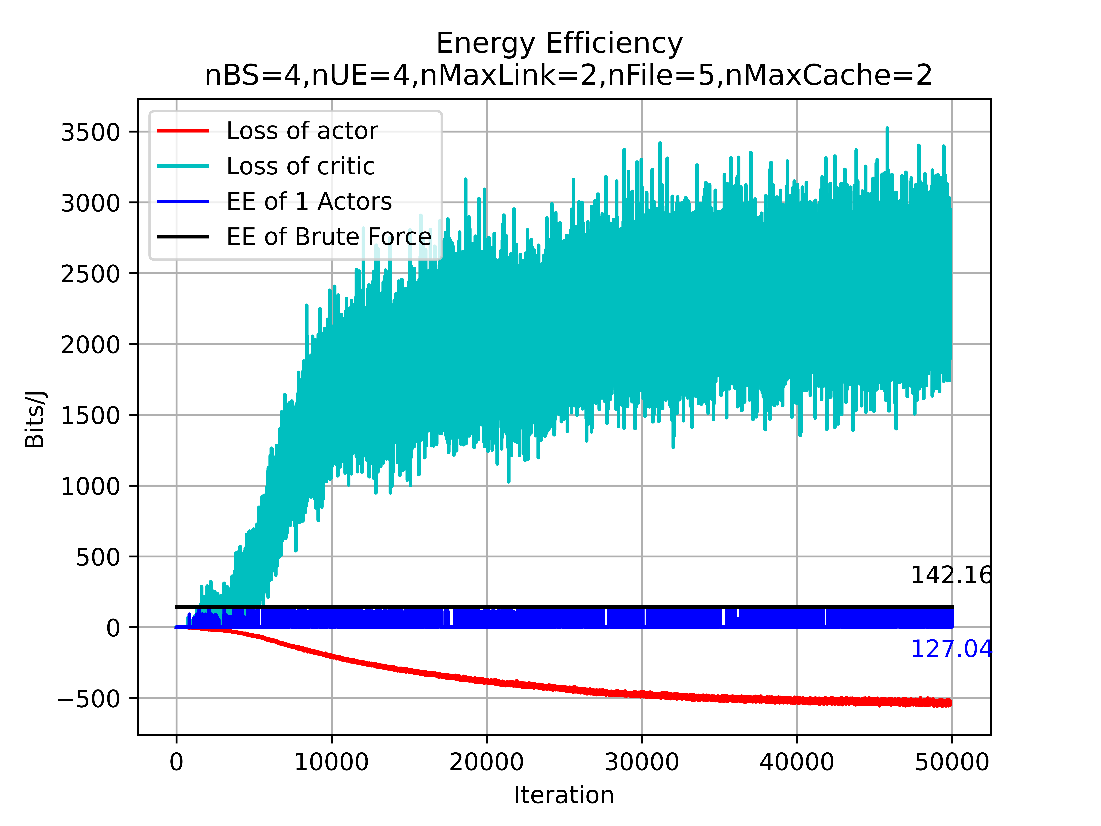 Energy Efficiency
nBS=4,nUE=4,nMaxLink=2,nFile=5,nMaxCache=2
Loss of actor
Loss of critic
EE of 1 Actors
EE of Brute Force
3500
3000
2500
2000
1500
1000
500
0
−500
Bits/J
142.16
127.04
0
10000
20000
30000
40000
50000
Iteration